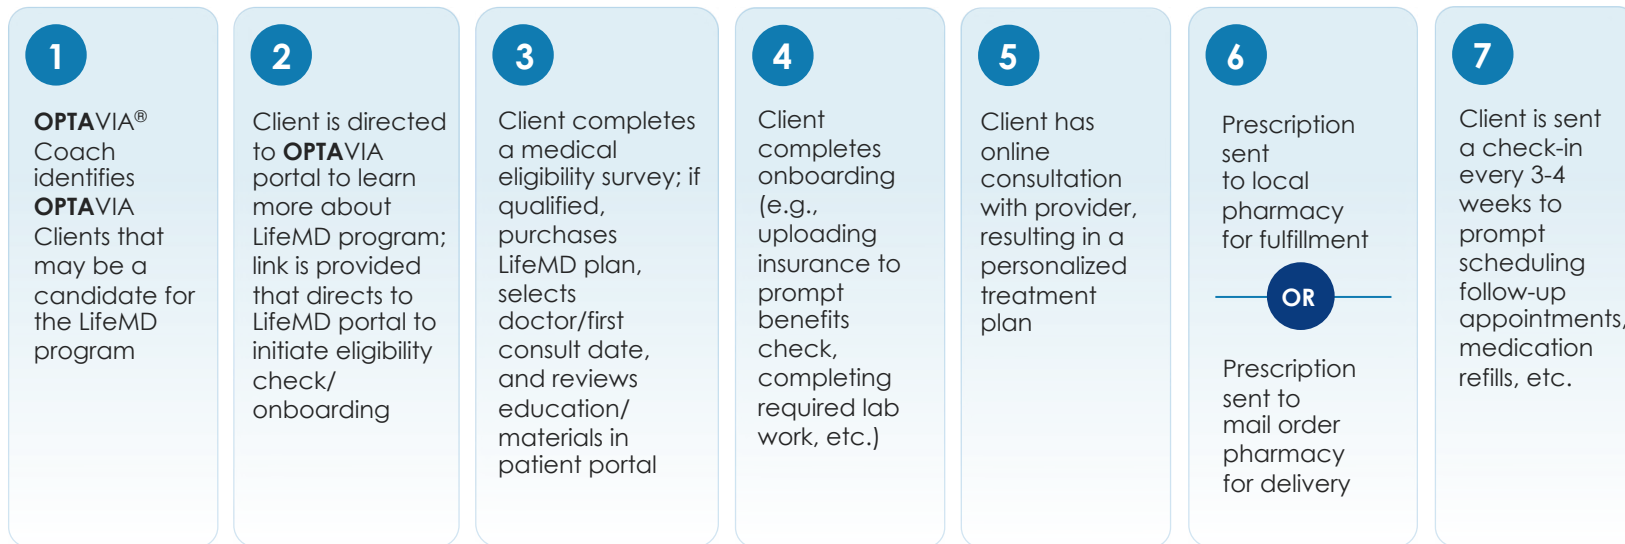 1
OPTAVIA®
Coach
identifies
OPTAVIA
Clients that
may be a
candidate for
the LifeMD
program
2
Client is directed
to OPTAVIA
portal to learn
more about
LifeMD program;
link is provided
that directs to
LifeMD portal to
initiate eligibility
check/
onboarding
3
Client completes
a medical
eligibility survey; if
qualified,
purchases
LifeMD plan,
selects
doctor/first
consult date,
and reviews
education/
materials in
patient portal
4
Client
completes
onboarding
(e.g.,
uploading
insurance to
prompt
benefits
check,
completing
required lab
work, etc.)
5
Client has
online
consultation
with provider,
resulting in a
personalized
treatment
plan
6
Prescription
sent
to local
pharmacy
for fulfillment
OR
Prescription
sent to
mail order
pharmacy
for delivery
7
Client is sent
a check-in
every 3-4
weeks to
prompt
scheduling
follow-up
appointments,
medication
refills, etc.